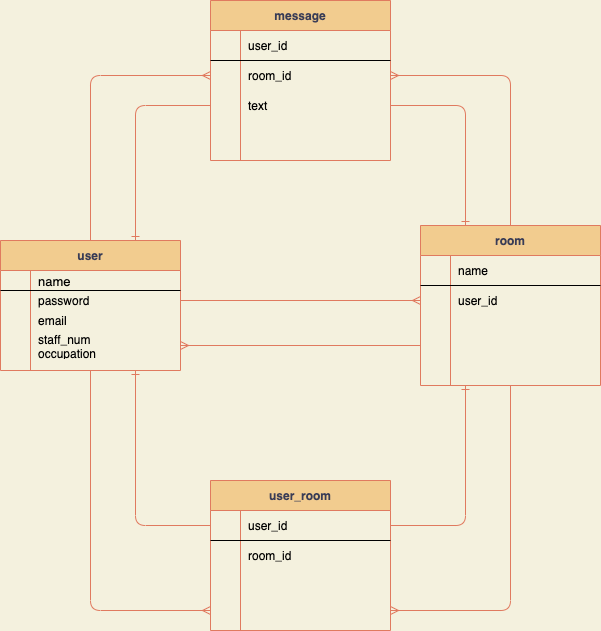 message
user_id
room_id
text
user
name
password
email
staff_num
occupation
room
name
user_id
user_room
user_id
room_id